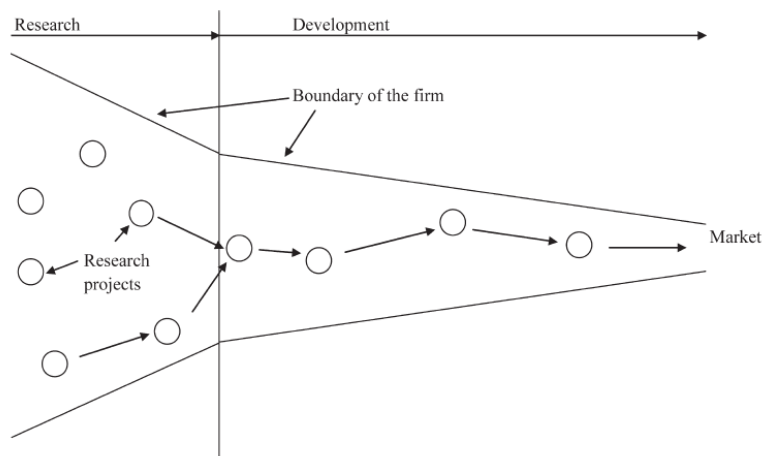 Research
Development
Boundary of the firm
Market
Research
projects